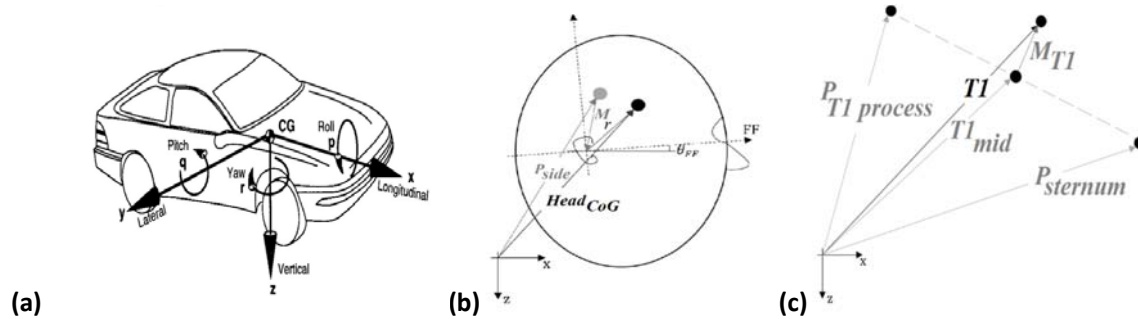 CG
Roll
p
x
Longitudinal
Pitch
q
Yaw
r
y
Lateral
Vertical
z
(a)
FF
M
r
θFF
Pside
HeadCoG
x
z
(b)
T1
MT1
PT1 process
T1mid
Psternum
x
z
(c)